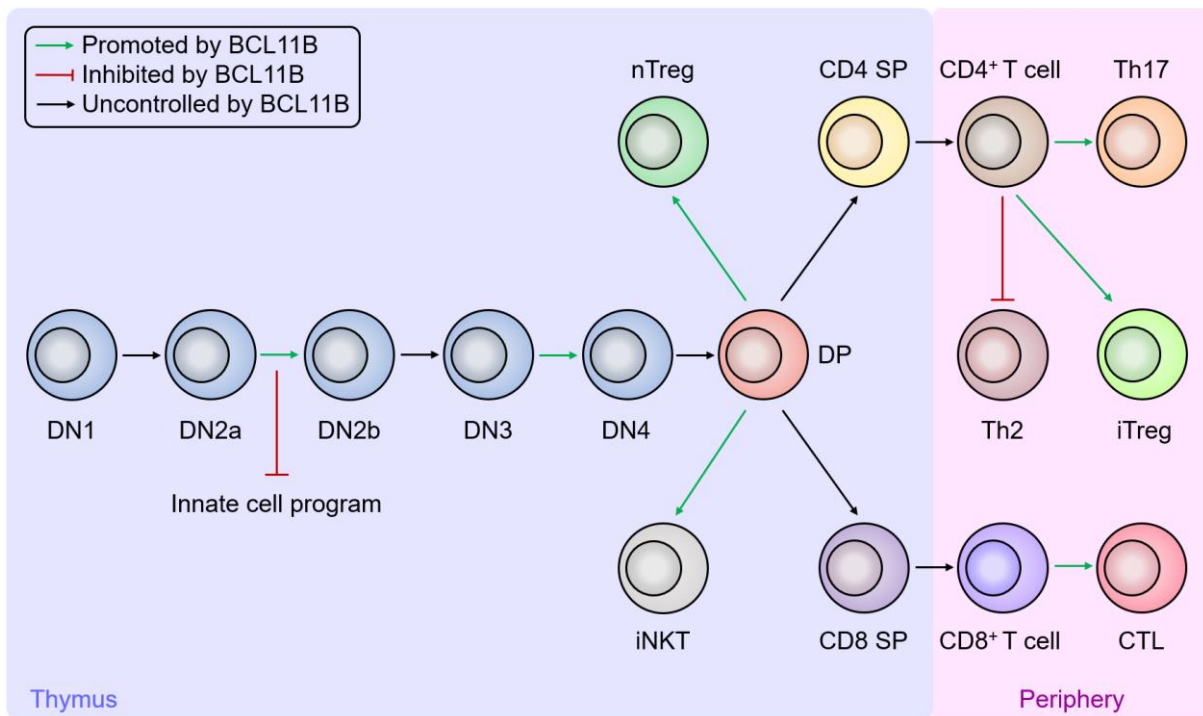 Promoted by BCL11B
Inhibited by BCL11B
Uncontrolled by BCL11B
nTreg
CD4 SP
CD4⁺ T cell
Th17
DP
DN1
DN2a
DN2b
DN3
DN4
Th2
iTreg
Innate cell program
iNKT
CD8 SP
CD8⁺ T cell
CTL
Thymus
Periphery